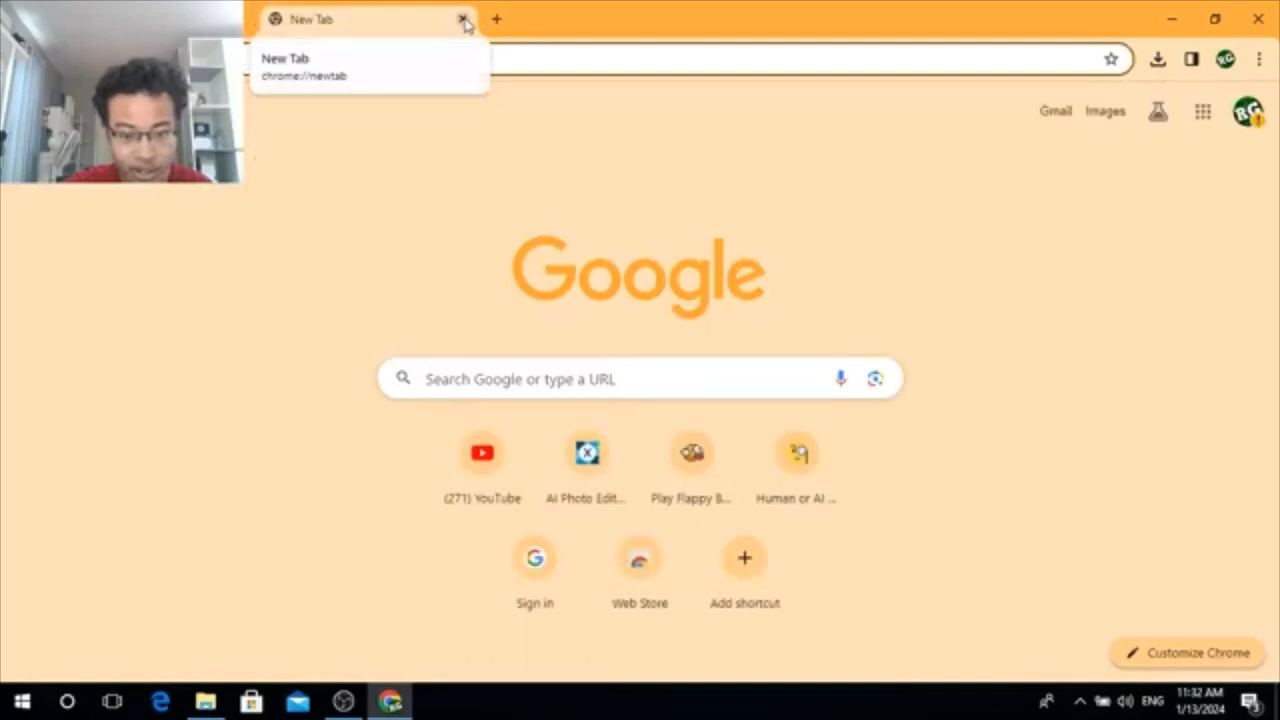 New Tab
New Tab
chrome://newtab
RG
Gmail
Images
RG
Google
Search Google or type a URL
(271) YouTube
AI Photo Edit...
Play Flappy B...
Human or AI ...
Sign in
Web Store
Add shortcut
Customize Chrome
ENG
11:32 AM
1/13/2024